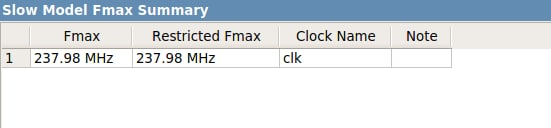 Slow Model Fmax Summary
Fmax Restricted Fmax Clock Name Note
1 237.98 MHz 237.98 MHz clk